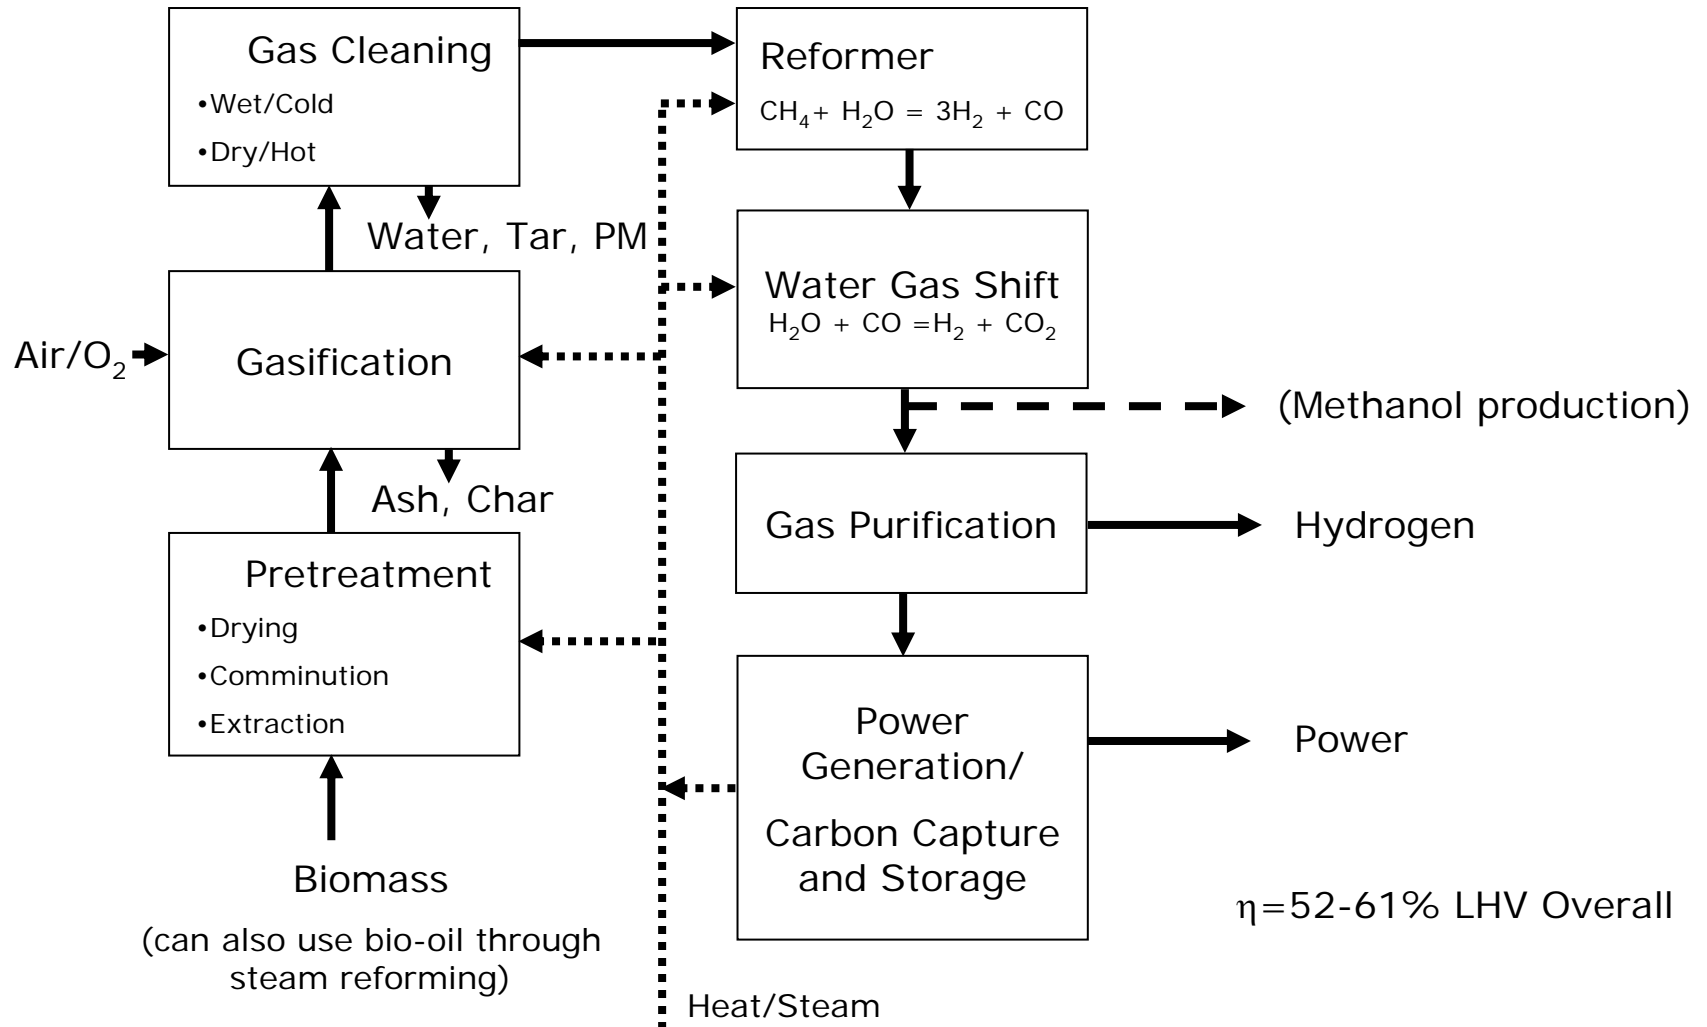 Gas Cleaning
•Wet/Cold
•Dry/Hot
Reformer
CH₄+ H₂O = 3H₂ + CO
Water, Tar, PM
Water Gas Shift
H₂O + CO =H₂ + CO₂
Air/O₂
Gasification
(Methanol production)
Ash, Char
Gas Purification
Hydrogen
Pretreatment
•Drying
•Comminution
•Extraction
Power
Generation/
Carbon Capture
and Storage
Power
Biomass
(can also use bio-oil through
steam reforming)
η=52-61% LHV Overall
Heat/Steam